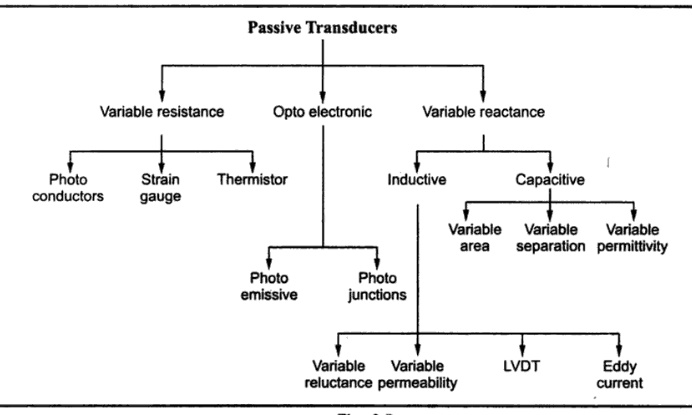 Passive Transducers
Variable resistance
Opto electronic
Variable reactance
Photo
conductors
Strain
gauge
Thermistor
Inductive
Capacitive
Variable
area
Variable
separation
Variable
permittivity
Photo
emissive
Photo
junctions
Variable
reluctance
Variable
permeability
LVDT
Eddy
current